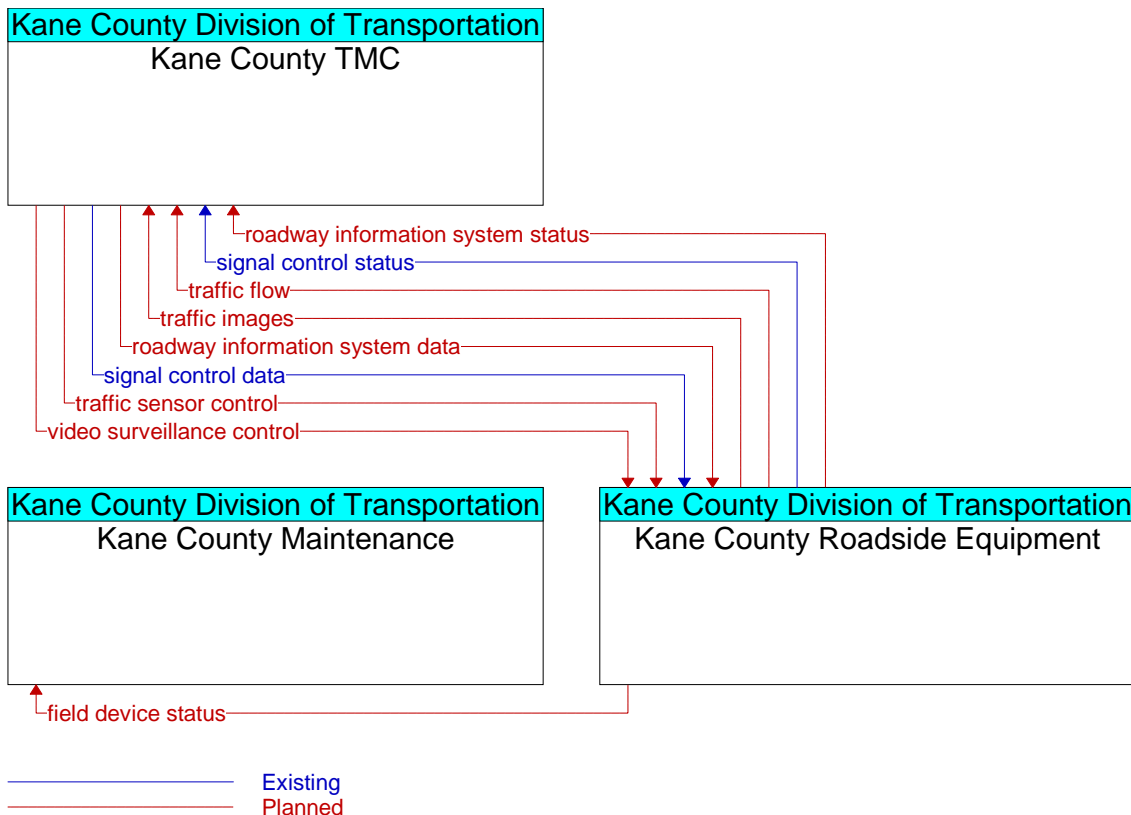 Kane County Division of Transportation
Kane County TMC
roadway information system status
signal control status
traffic flow
traffic images
roadway information system data
signal control data
traffic sensor control
video surveillance control
Kane County Division of Transportation
Kane County Maintenance
Kane County Division of Transportation
Kane County Roadside Equipment
field device status
Existing
Planned